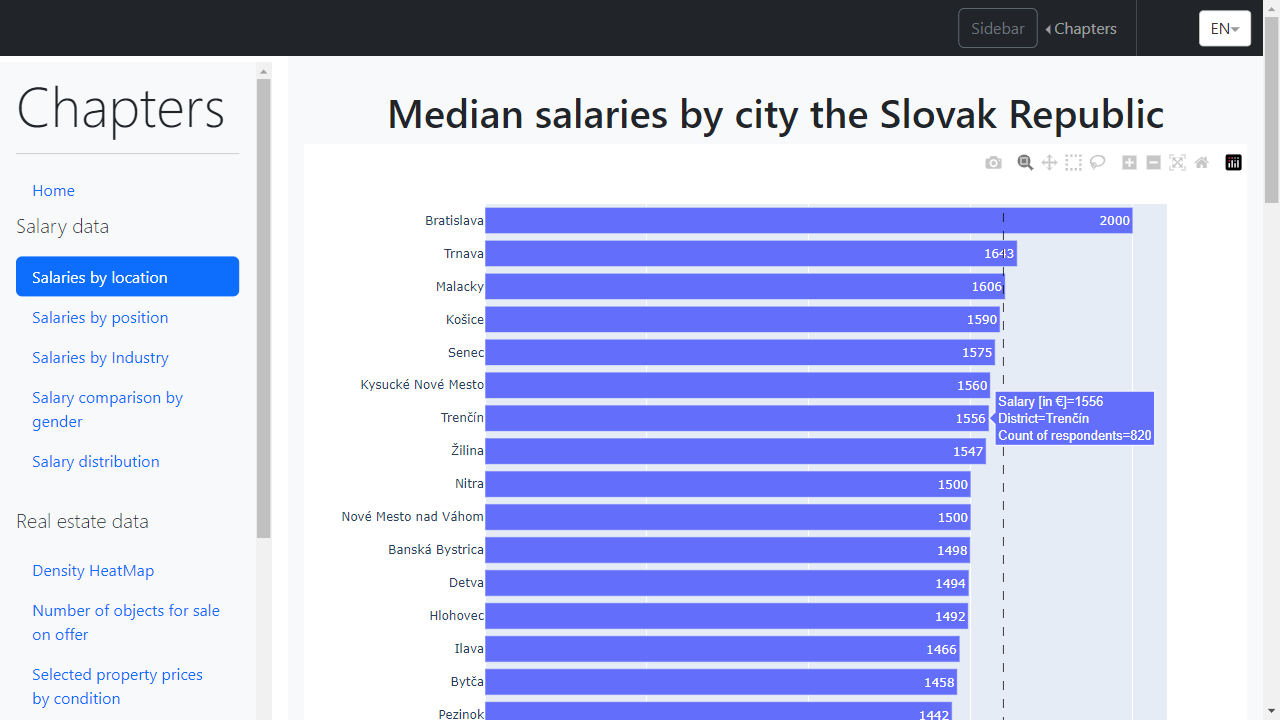 Sidebar
Chapters
EN
Chapters
Home
Salary data
Salaries by location
Salaries by position
Salaries by Industry
Salary comparison by
gender
Salary distribution
Real estate data
Density HeatMap
Number of objects for sale
on offer
Selected property prices
by condition
Median salaries by city the Slovak Republic
Bratislava 2000
Trnava 1643
Malacky 1606
Košice 1590
Senec 1575
Kysucké Nové Mesto 1560
Trenčín 1556
Salary [in €]=1556
District=Trenčín
Count of respondents=820
Žilina 1547
Nitra 1500
Nové Mesto nad Váhom 1500
Banská Bystrica 1498
Detva 1494
Hlohovec 1492
Ilava 1466
Bytča 1458
Pezinok 1442